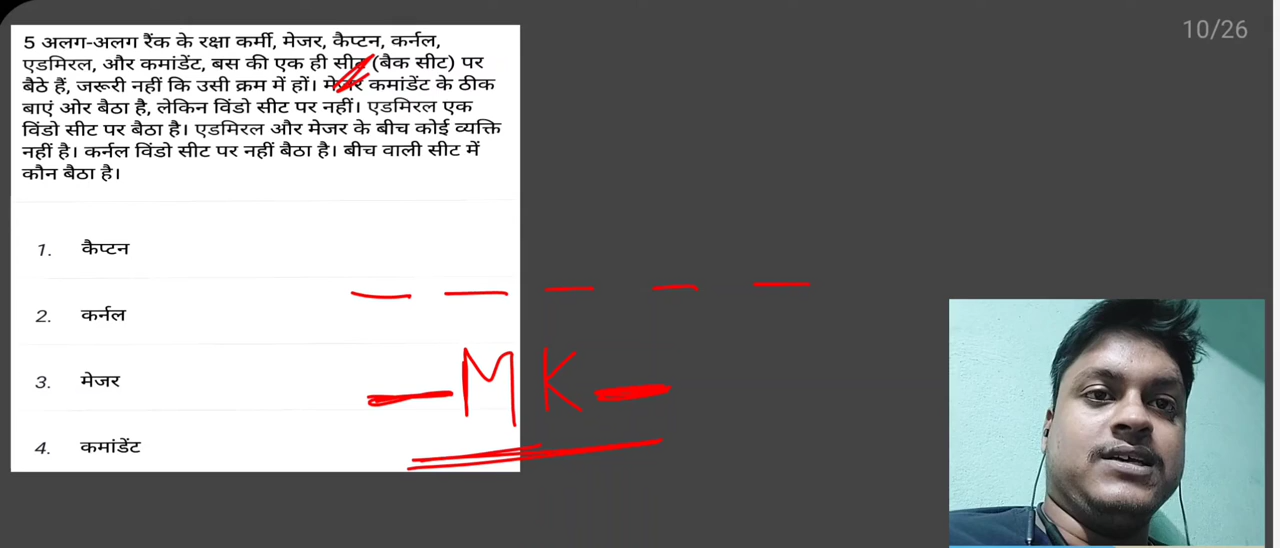 10/26
5 अलग-अलग रैंक के रक्षा कर्मी, मेजर, कैप्टन, कर्नल,
एडमिरल, और कमांडेंट, बस की एक ही सीट (बैक सीट) पर
बैठे हैं, जरूरी नहीं कि उसी क्रम में हों। मेजर कमांडेंट के ठीक
बाएं ओर बैठा है, लेकिन विंडो सीट पर नहीं। एडमिरल एक
विंडो सीट पर बैठा है। एडमिरल और मेजर के बीच कोई व्यक्ति
नहीं है। कर्नल विंडो सीट पर नहीं बैठा है। बीच वाली सीट में
कौन बैठा है।
1. कैप्टन
2. कर्नल
3. मेजर
4. कमांडेंट
M K